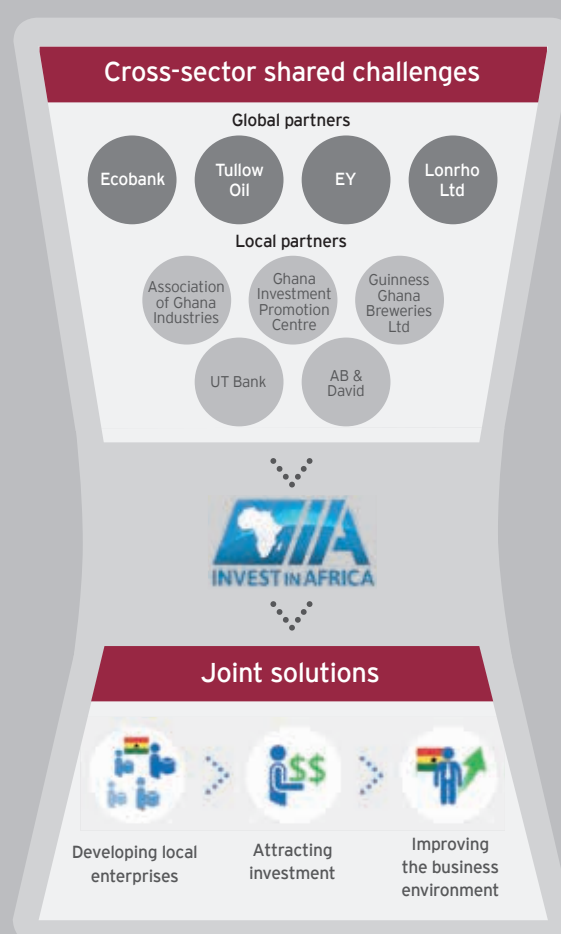 Cross-sector shared challenges
Global partners
Ecobank
Tullow
Oil
EY
Lonrho
Ltd
Local partners
Association
of Ghana
Industries
Ghana
Investment
Promotion
Centre
Guinness
Ghana
Breweries
Ltd
UT Bank
AB &
David
IIA
INVEST IN AFRICA
Joint solutions
$$
Developing local
enterprises
Attracting
investment
Improving
the business
environment